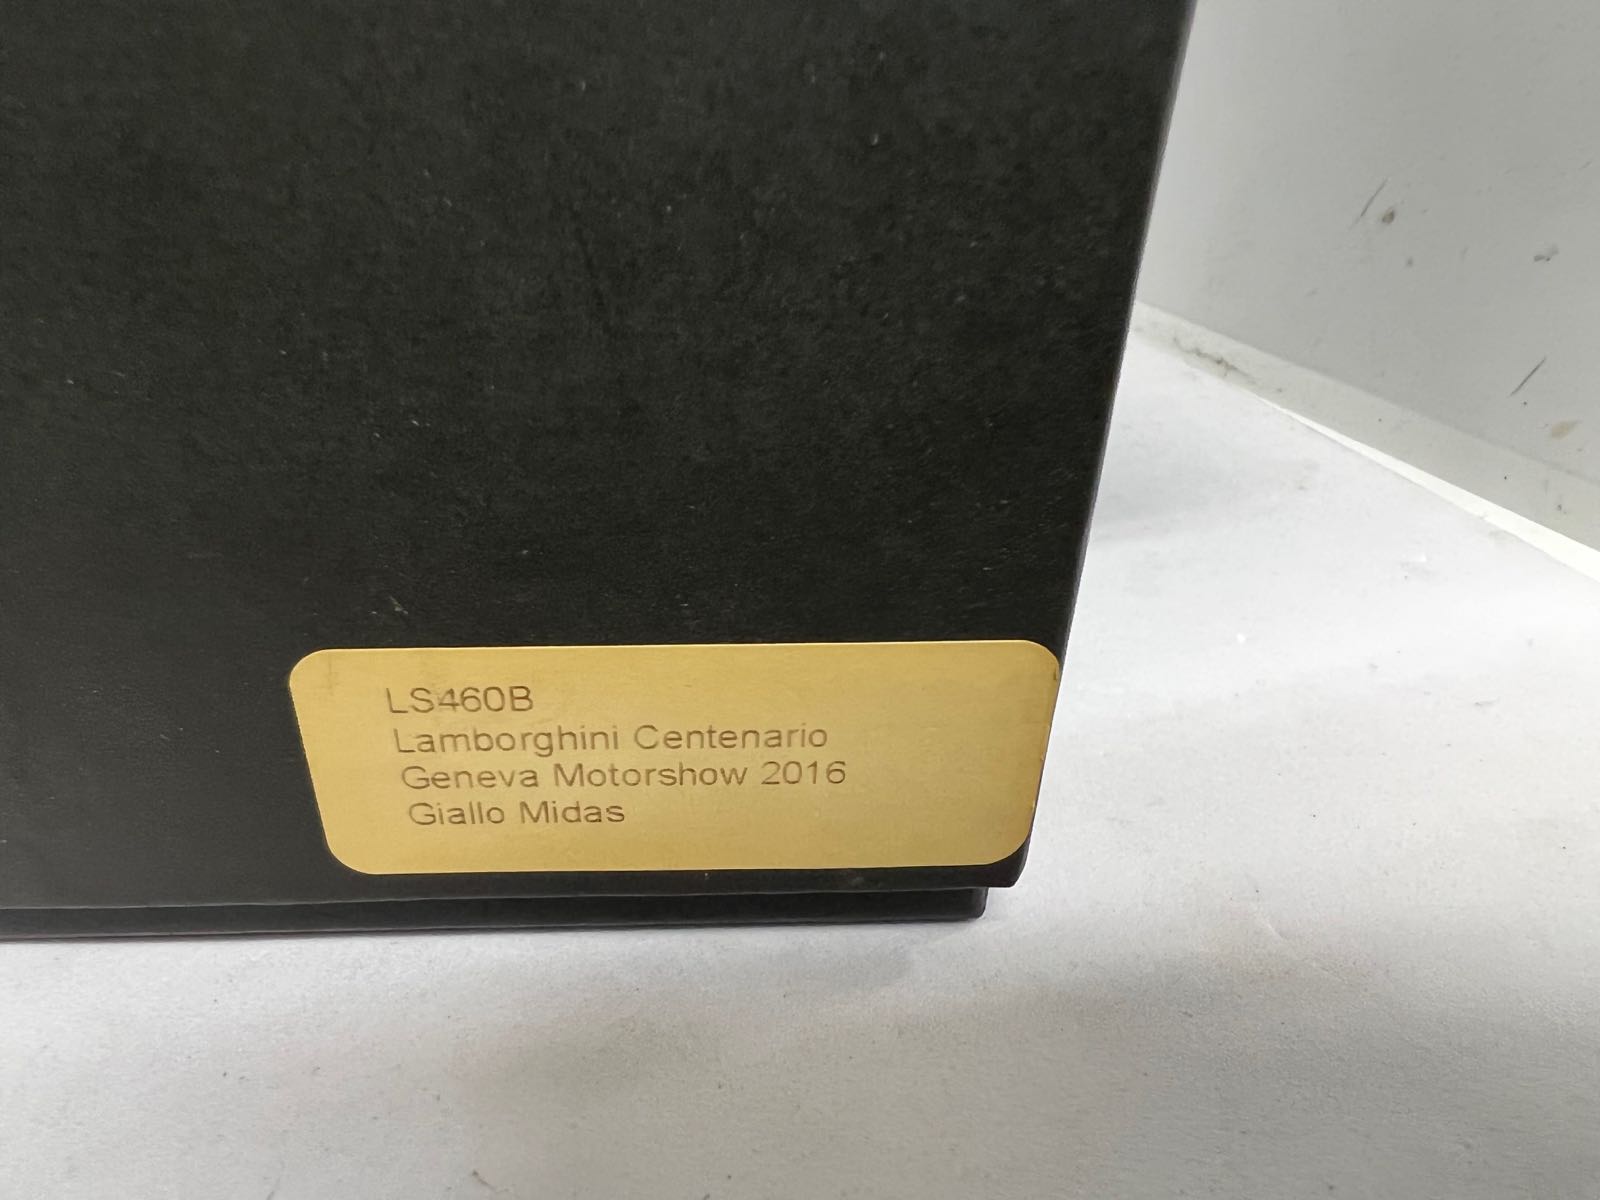 LS460B
Lamborghini Centenario
Geneva Motorshow 2016
Giallo Midas